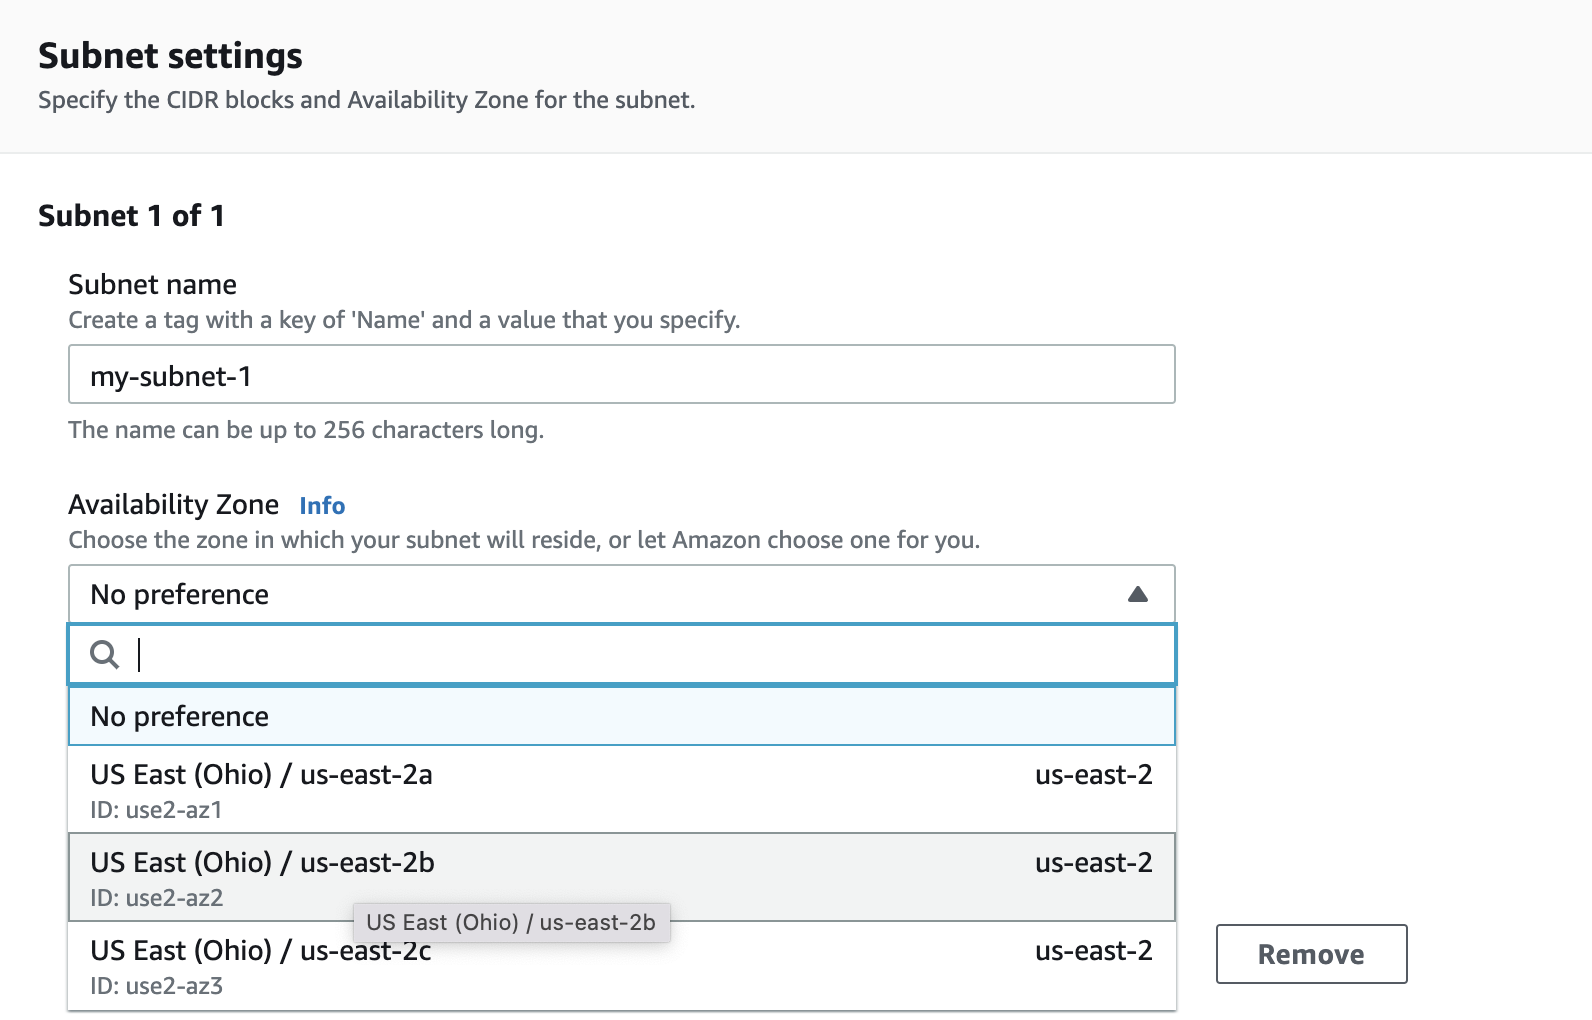 Subnet settings
Specify the CIDR blocks and Availability Zone for the subnet.
Subnet 1 of 1
Subnet name
Create a tag with a key of 'Name' and a value that you specify.
my-subnet-1
The name can be up to 256 characters long.
Availability Zone Info
Choose the zone in which your subnet will reside, or let Amazon choose one for you.
No preference
No preference
US East (Ohio) / us-east-2a us-east-2
ID: use2-az1
US East (Ohio) / us-east-2b us-east-2
ID: use2-az2
US East (Ohio) / us-east-2b
US East (Ohio) / us-east-2c us-east-2
Remove
ID: use2-az3